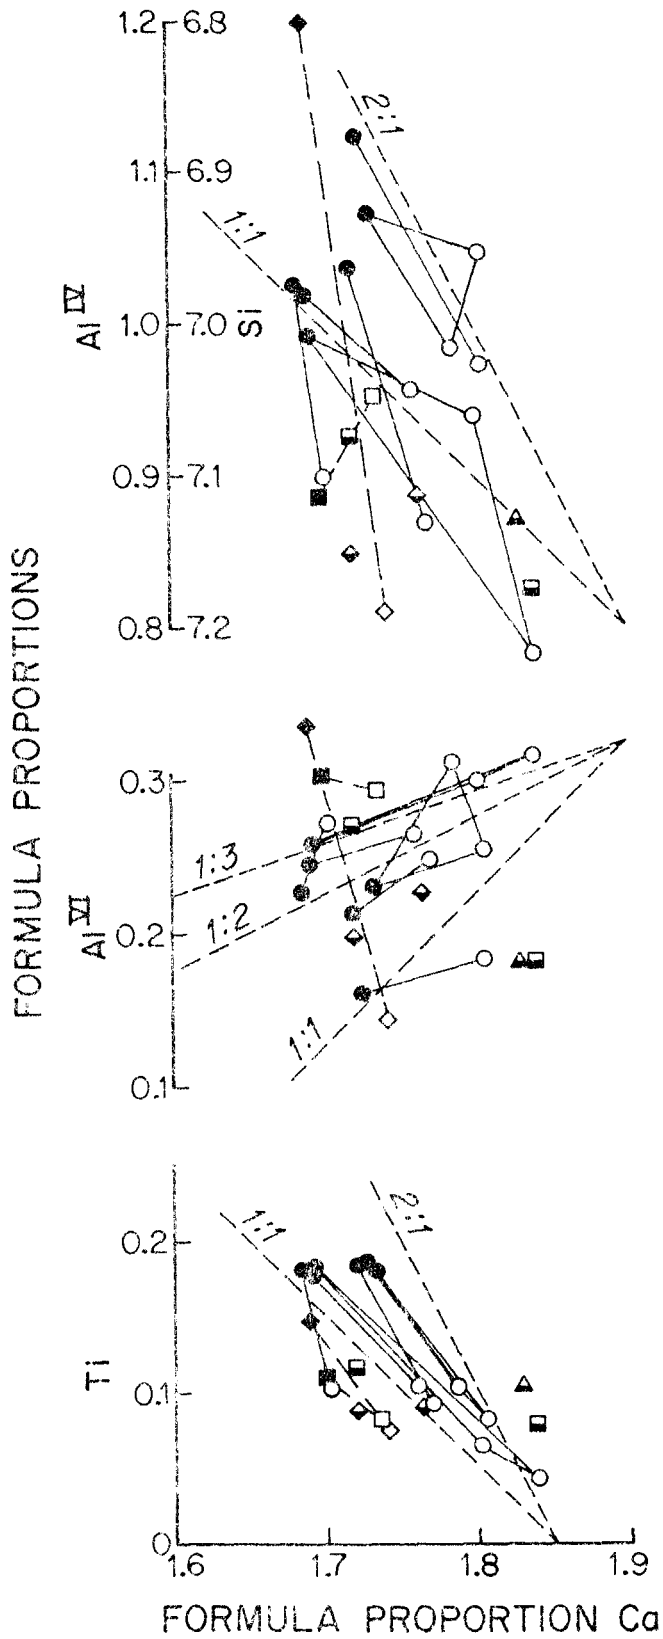 1.2 6.8
2:1
1.1 6.9
1:1
Al IV 1.0 7.0 Si
0.9 7.1
0.8 7.2
FORMULA PROPORTIONS
0.3
1:3
1:2
Al VI 0.2
1:1
0.1
1:1 2:1
0.2
Ti 0.1
0
1.6 1.7 1.8 1.9
FORMULA PROPORTION Ca